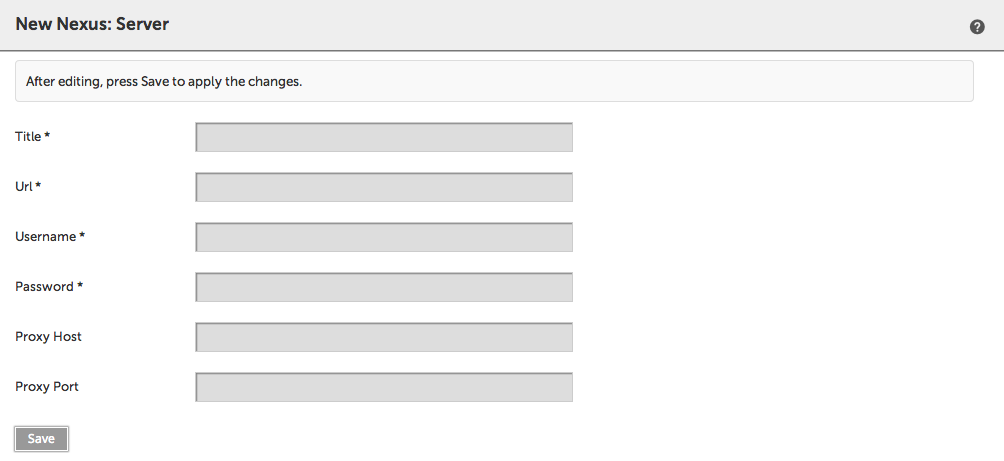 New Nexus: Server
?
After editing, press Save to apply the changes.
Title *
Url *
Username *
Password *
Proxy Host
Proxy Port
Save